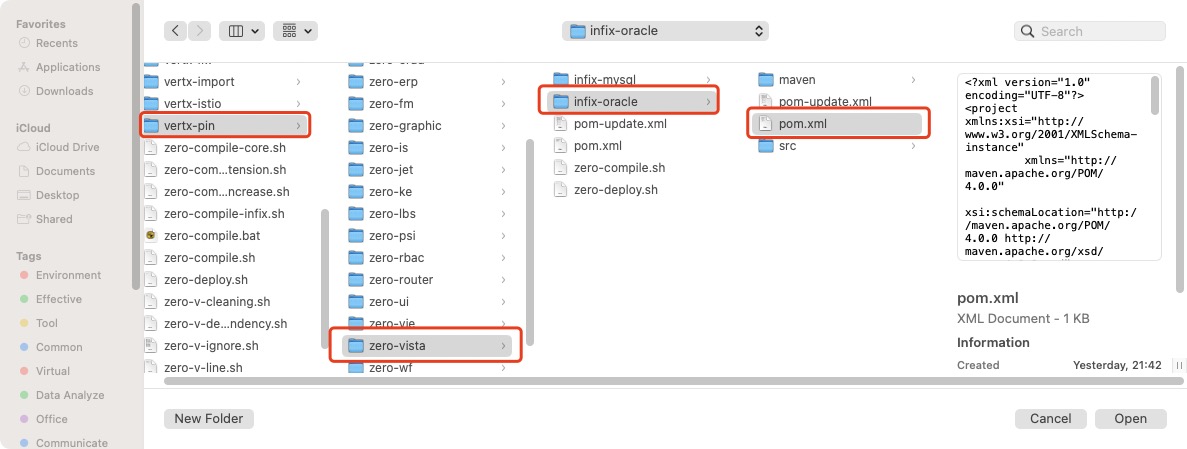 Favorites
Recents
Applications
Downloads
iCloud
iCloud Drive
Documents
Desktop
Shared
Tags
Environment
Effective
Tool
Common
Virtual
Data Analyze
Office
Communicate
infix-oracle
Search
vertx-import
vertx-istio
vertx-pin
zero-compile-core.sh
zero-com...tension.sh
zero-com...ncrease.sh
zero-compile-infix.sh
zero-compile.bat
zero-compile.sh
zero-deploy.sh
zero-v-cleaning.sh
zero-v-de...ndency.sh
zero-v-ignore.sh
zero-v-line.sh
zero-erp
zero-fm
zero-graphic
zero-is
zero-jet
zero-ke
zero-lbs
zero-psi
zero-rbac
zero-router
zero-ui
zero-vie
zero-vista
zero-wf
infix-mysql
infix-oracle
pom-update.xml
pom.xml
zero-compile.sh
zero-deploy.sh
maven
pom-update.xml
pom.xml
src
<?xml version="1.0"
encoding="UTF-8"?>
<project
xmlns:xsi="http://
www.w3.org/2001/XMLSchema-
instance"
xmlns="http://
maven.apache.org/POM/
4.0.0"
xsi:schemaLocation="http:/
/maven.apache.org/POM/
4.0.0 http://
maven.apache.org/xsd/
pom.xml
XML Document - 1 KB
Information
Created Yesterday, 21:42
New Folder
Cancel
Open